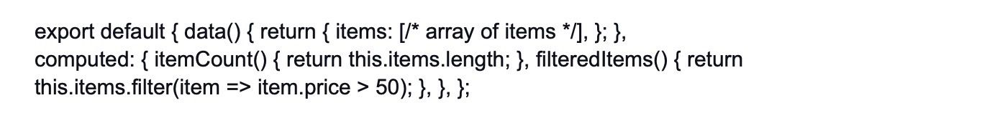 export default { data() { return { items: [/* array of items */], }; },
computed: { itemCount() { return this.items.length; }, filteredItems() { return
this.items.filter(item => item.price > 50); }, }, };